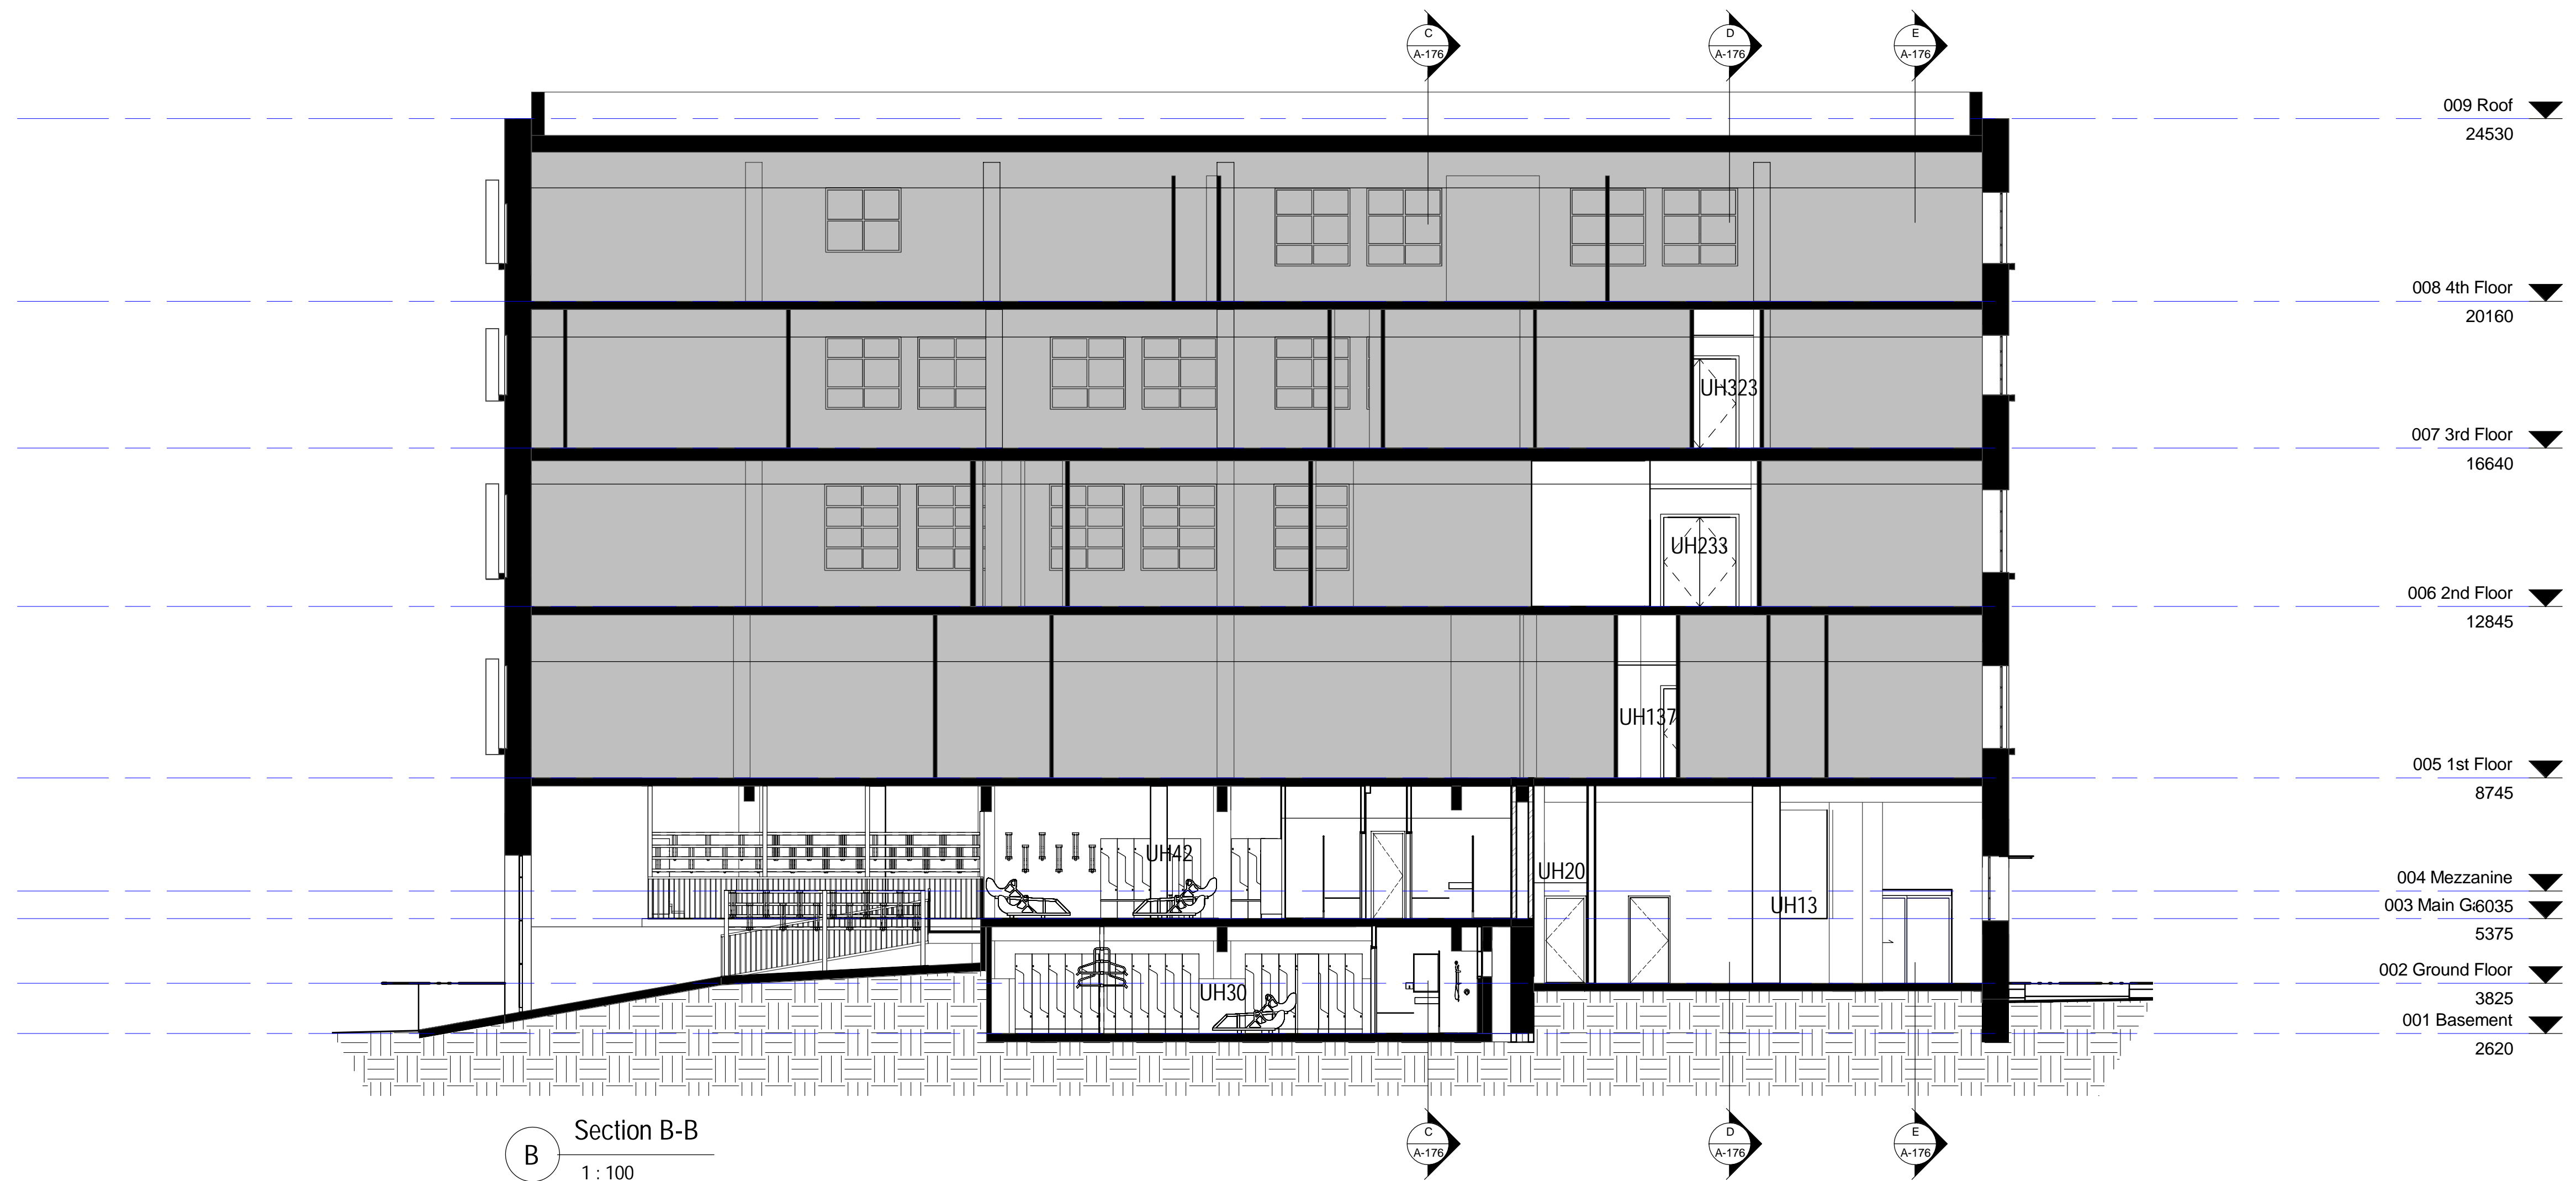 C
A-176
D
A-176
E
A-176
009 Roof
24530
008 4th Floor
20160
UH323
007 3rd Floor
16640
UH233
006 2nd Floor
12845
UH137
005 1st Floor
8745
UH42
UH20
004 Mezzanine
UH13
003 Main Ga
6035
5375
002 Ground Floor
UH30
3825
001 Basement
2620
B
Section B-B
1 : 100
C
A-176
D
A-176
E
A-176